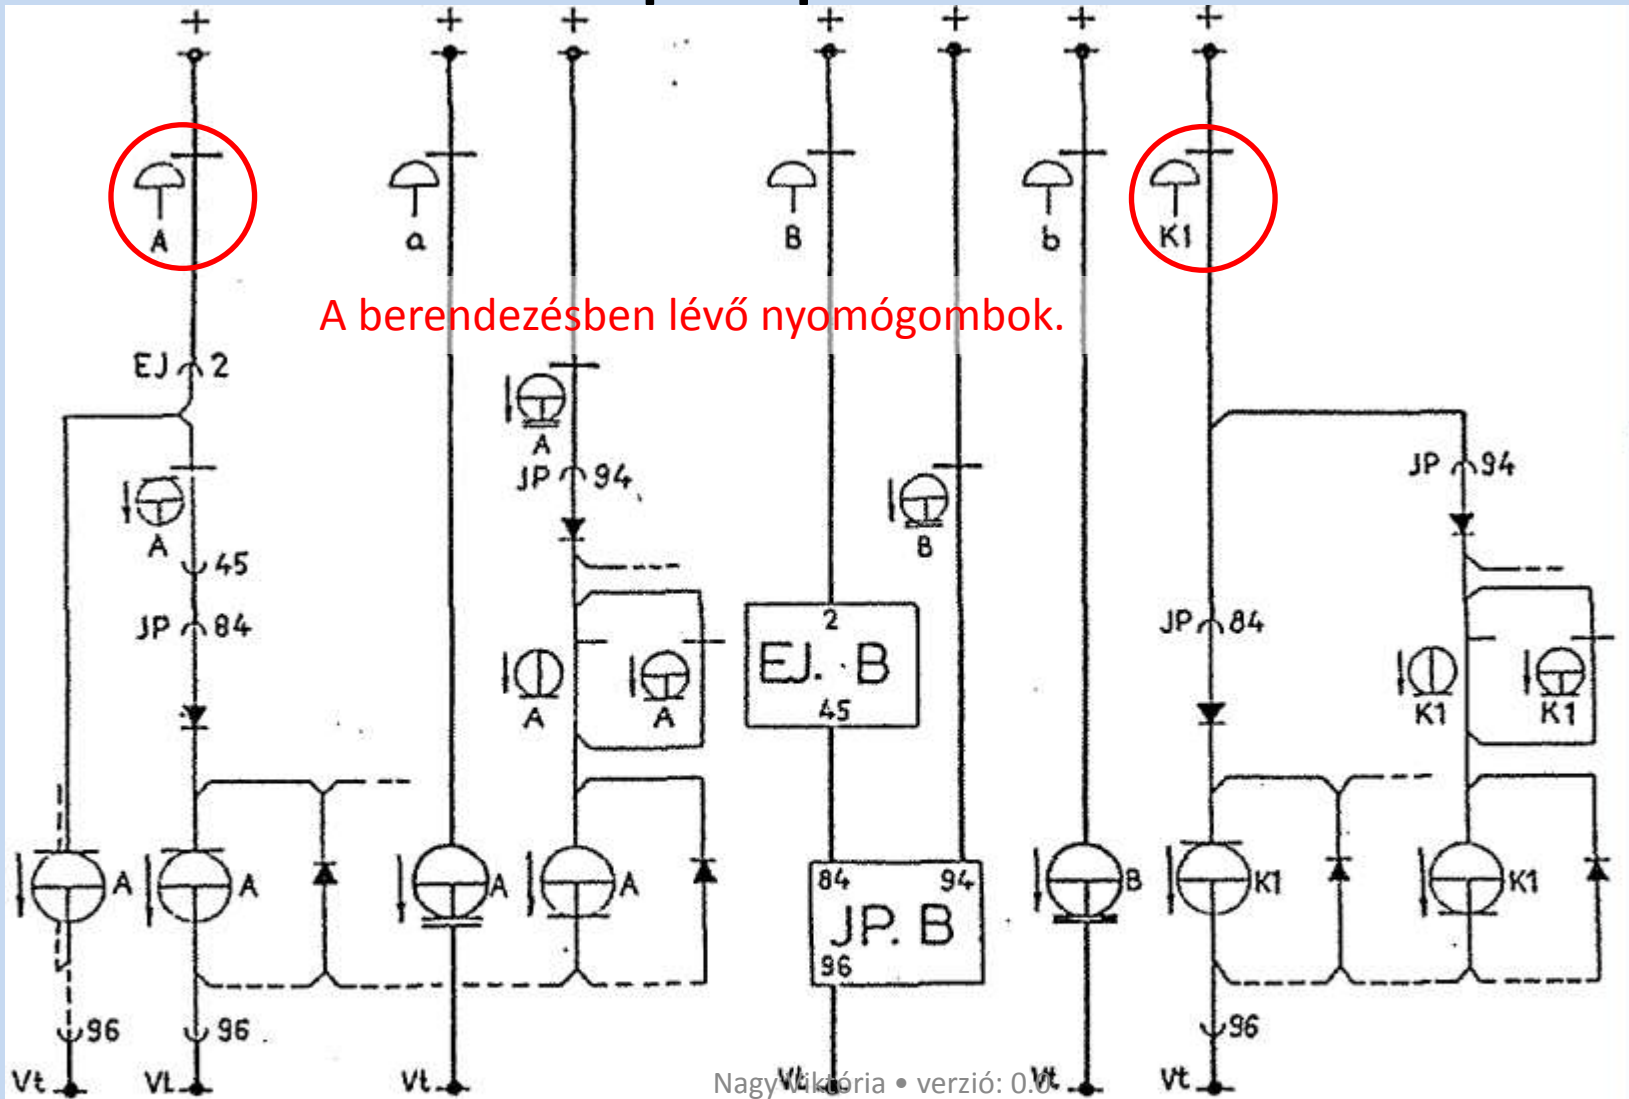 + + + + + + +
A a B b K1
A berendezésben lévő nyomógombok.
EJ 2
A
JP 94
JP 94
A
B
45
2
JP 84
EJ. B
JP 84
45
A A
K1 K1
A A A A
84 94
B K1 K1
JP. B
96
96 96
96
Vt Vt Vt Vt Vt Vt
Nagy Viktória • verzió: 0.0